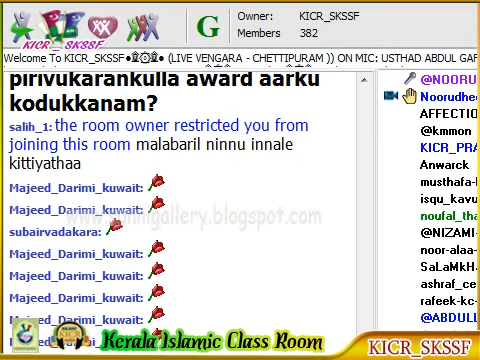 KICR_SKSSF
G
Owner: KICR_SKSSF
Members 382
Welcome To KICR_SKSSF (LIVE VENGARA - CHETTIPURAM )) ON MIC: USTHAD ABDUL GAF
pirivukarankulla award aarku
kodukkanam?
salih_1: the room owner restricted you from
joining this room malabaril ninnu innale
kittiyathaa
Majeed_Darimi_kuwait:
Majeed_Darimi_kuwait:
subairvadakara:
Majeed_Darimi_kuwait:
Majeed_Darimi_kuwait:
Majeed_Darimi_kuwait:
Majeed_Darimi_kuwait:
@NOORU
Noorudhee
AFFECTION
@kmmon
KICR_PRA
Anwarck
musthafa-k
isqu_kavu
noufal_tha
@NIZAMI-
noor-alaa-
SaLaMkH
ashraf_ce
rafeek-kc-
@ABDULL
Kerala Islamic Class Room
KICR_SKSSF